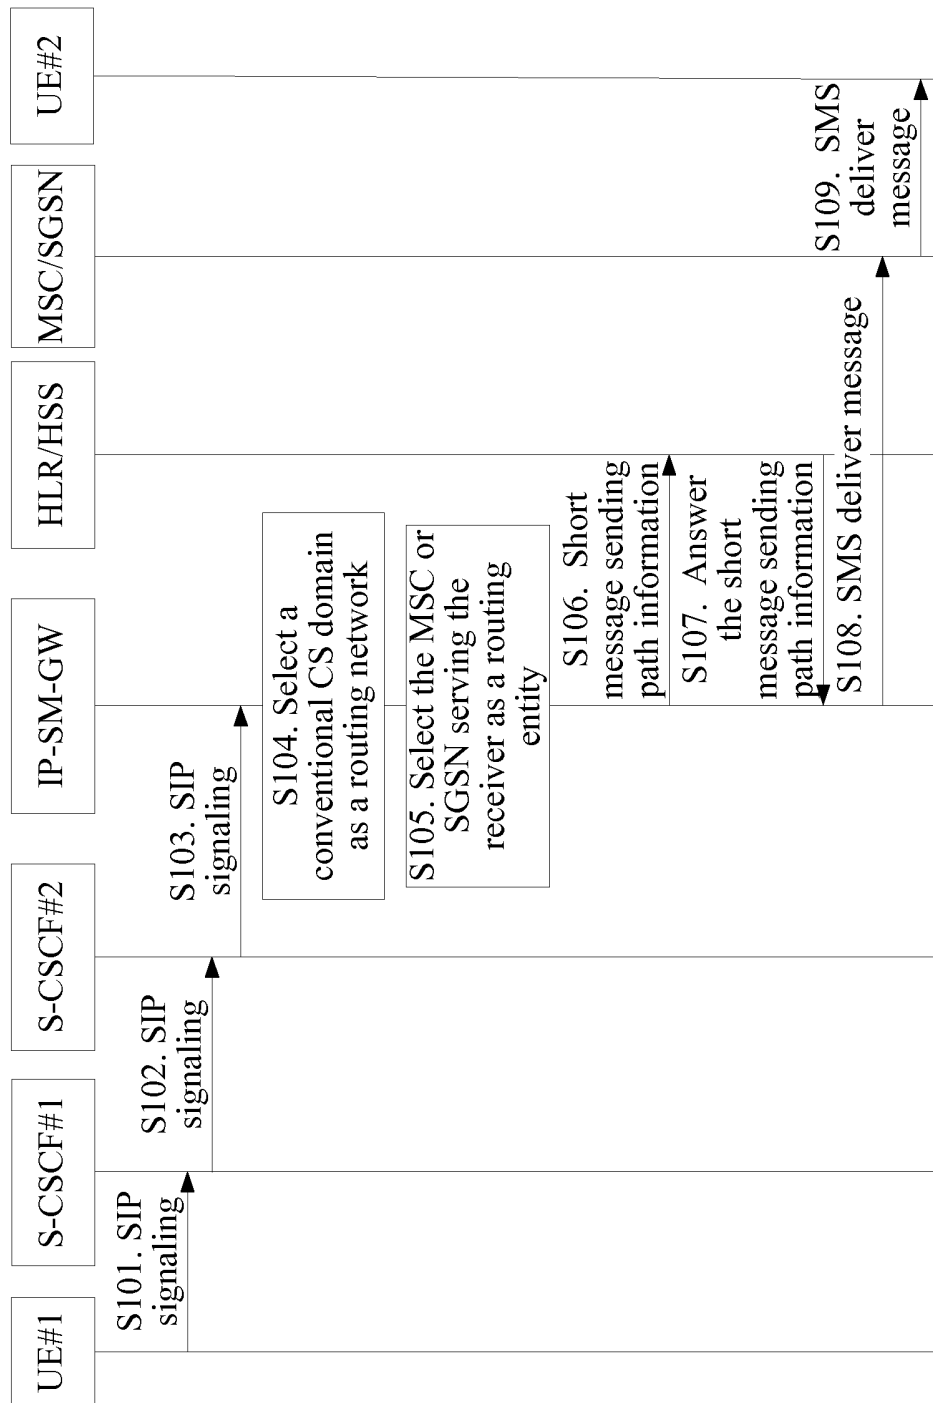 UE#1
S-CSCF#1
S-CSCF#2
IP-SM-GW
HLR/HSS
MSC/SGSN
UE#2
S101. SIP
signaling
S102. SIP
signaling
S103. SIP
signaling
S104. Select a
conventional CS domain
as a routing network
S105. Select the MSC or
SGSN serving the
receiver as a routing
entity
S106. Short
message sending
path information
S107. Answer
the short
message sending
path information
S108. SMS deliver message
S109. SMS
deliver
message